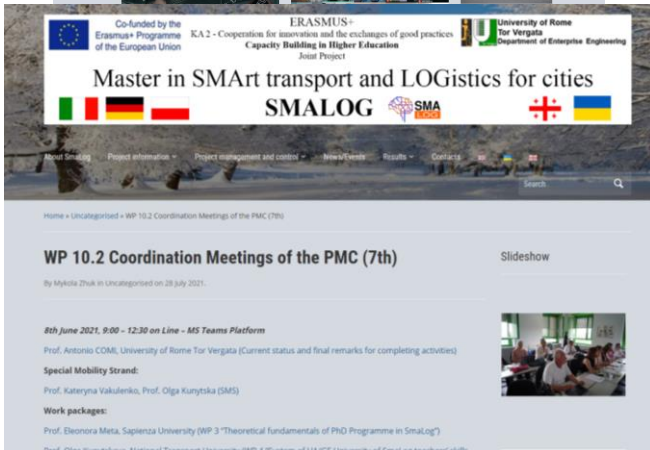 Co-funded by the
Erasmus+ Programme
of the European Union
ERASMUS+
KA 2 - Cooperation for innovation and the exchanges of good practices
Capacity Building in Higher Education
Joint Project
University of Rome
Tor Vergata
Department of Enterprise Engineering
Master in SMArt transport and LOGistics for cities
SMALOG
SMA
LOG
About SmaLog Project information Project management and control News/Events Results Contacts
Search
Home » Uncategorised » WP 10.2 Coordination Meetings of the PMC (7th)
WP 10.2 Coordination Meetings of the PMC (7th)
Slideshow
By Mykola Zhuk in Uncategorised on 28 July 2021.
8th June 2021, 9:00 – 12:30 on Line – MS Teams Platform
Prof. Antonio COMI, University of Rome Tor Vergata (Current status and final remarks for completing activities)
Special Mobility Strand:
Prof. Kateryna Vakulenko, Prof. Olga Kunytska (SMS)
Work packages:
Prof. Eleonora Meta, Sapienza University (WP 3 "Theoretical fundamentals of PhD Programme in SmaLog")